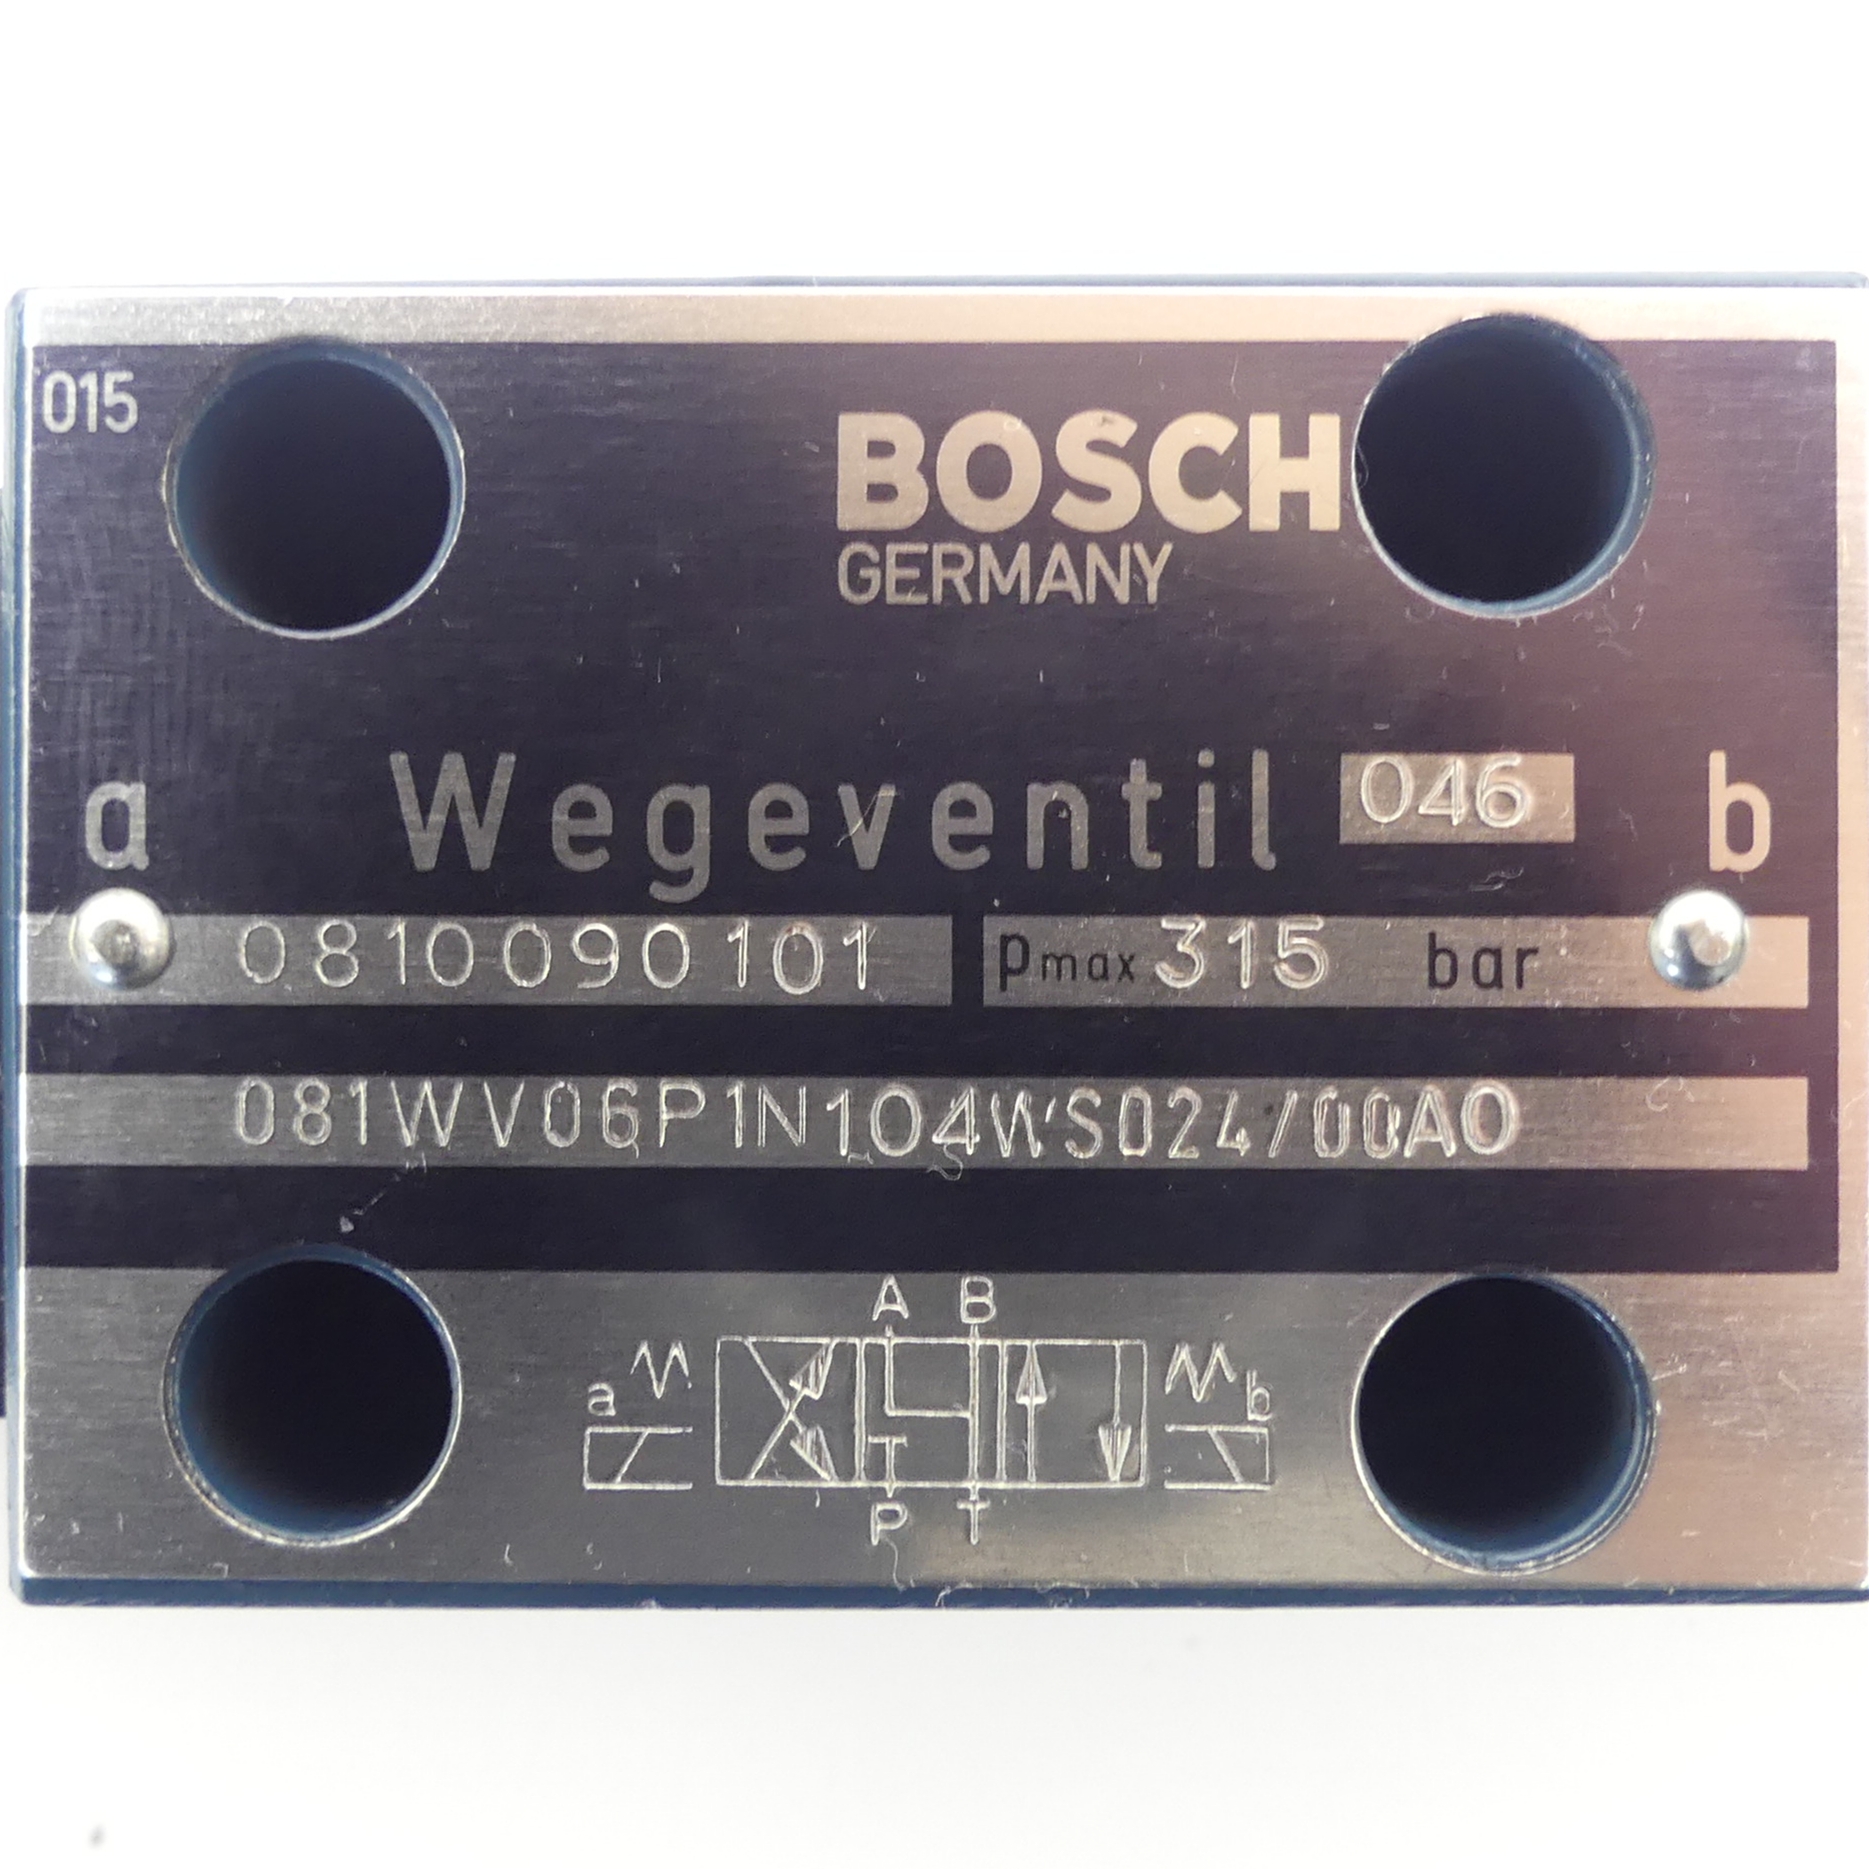 015
BOSCH
GERMANY
a Wegeventil 046 b
0810090101 pmax 315 bar
081WV06P1N104WS024/00A0
A B
a b
P T